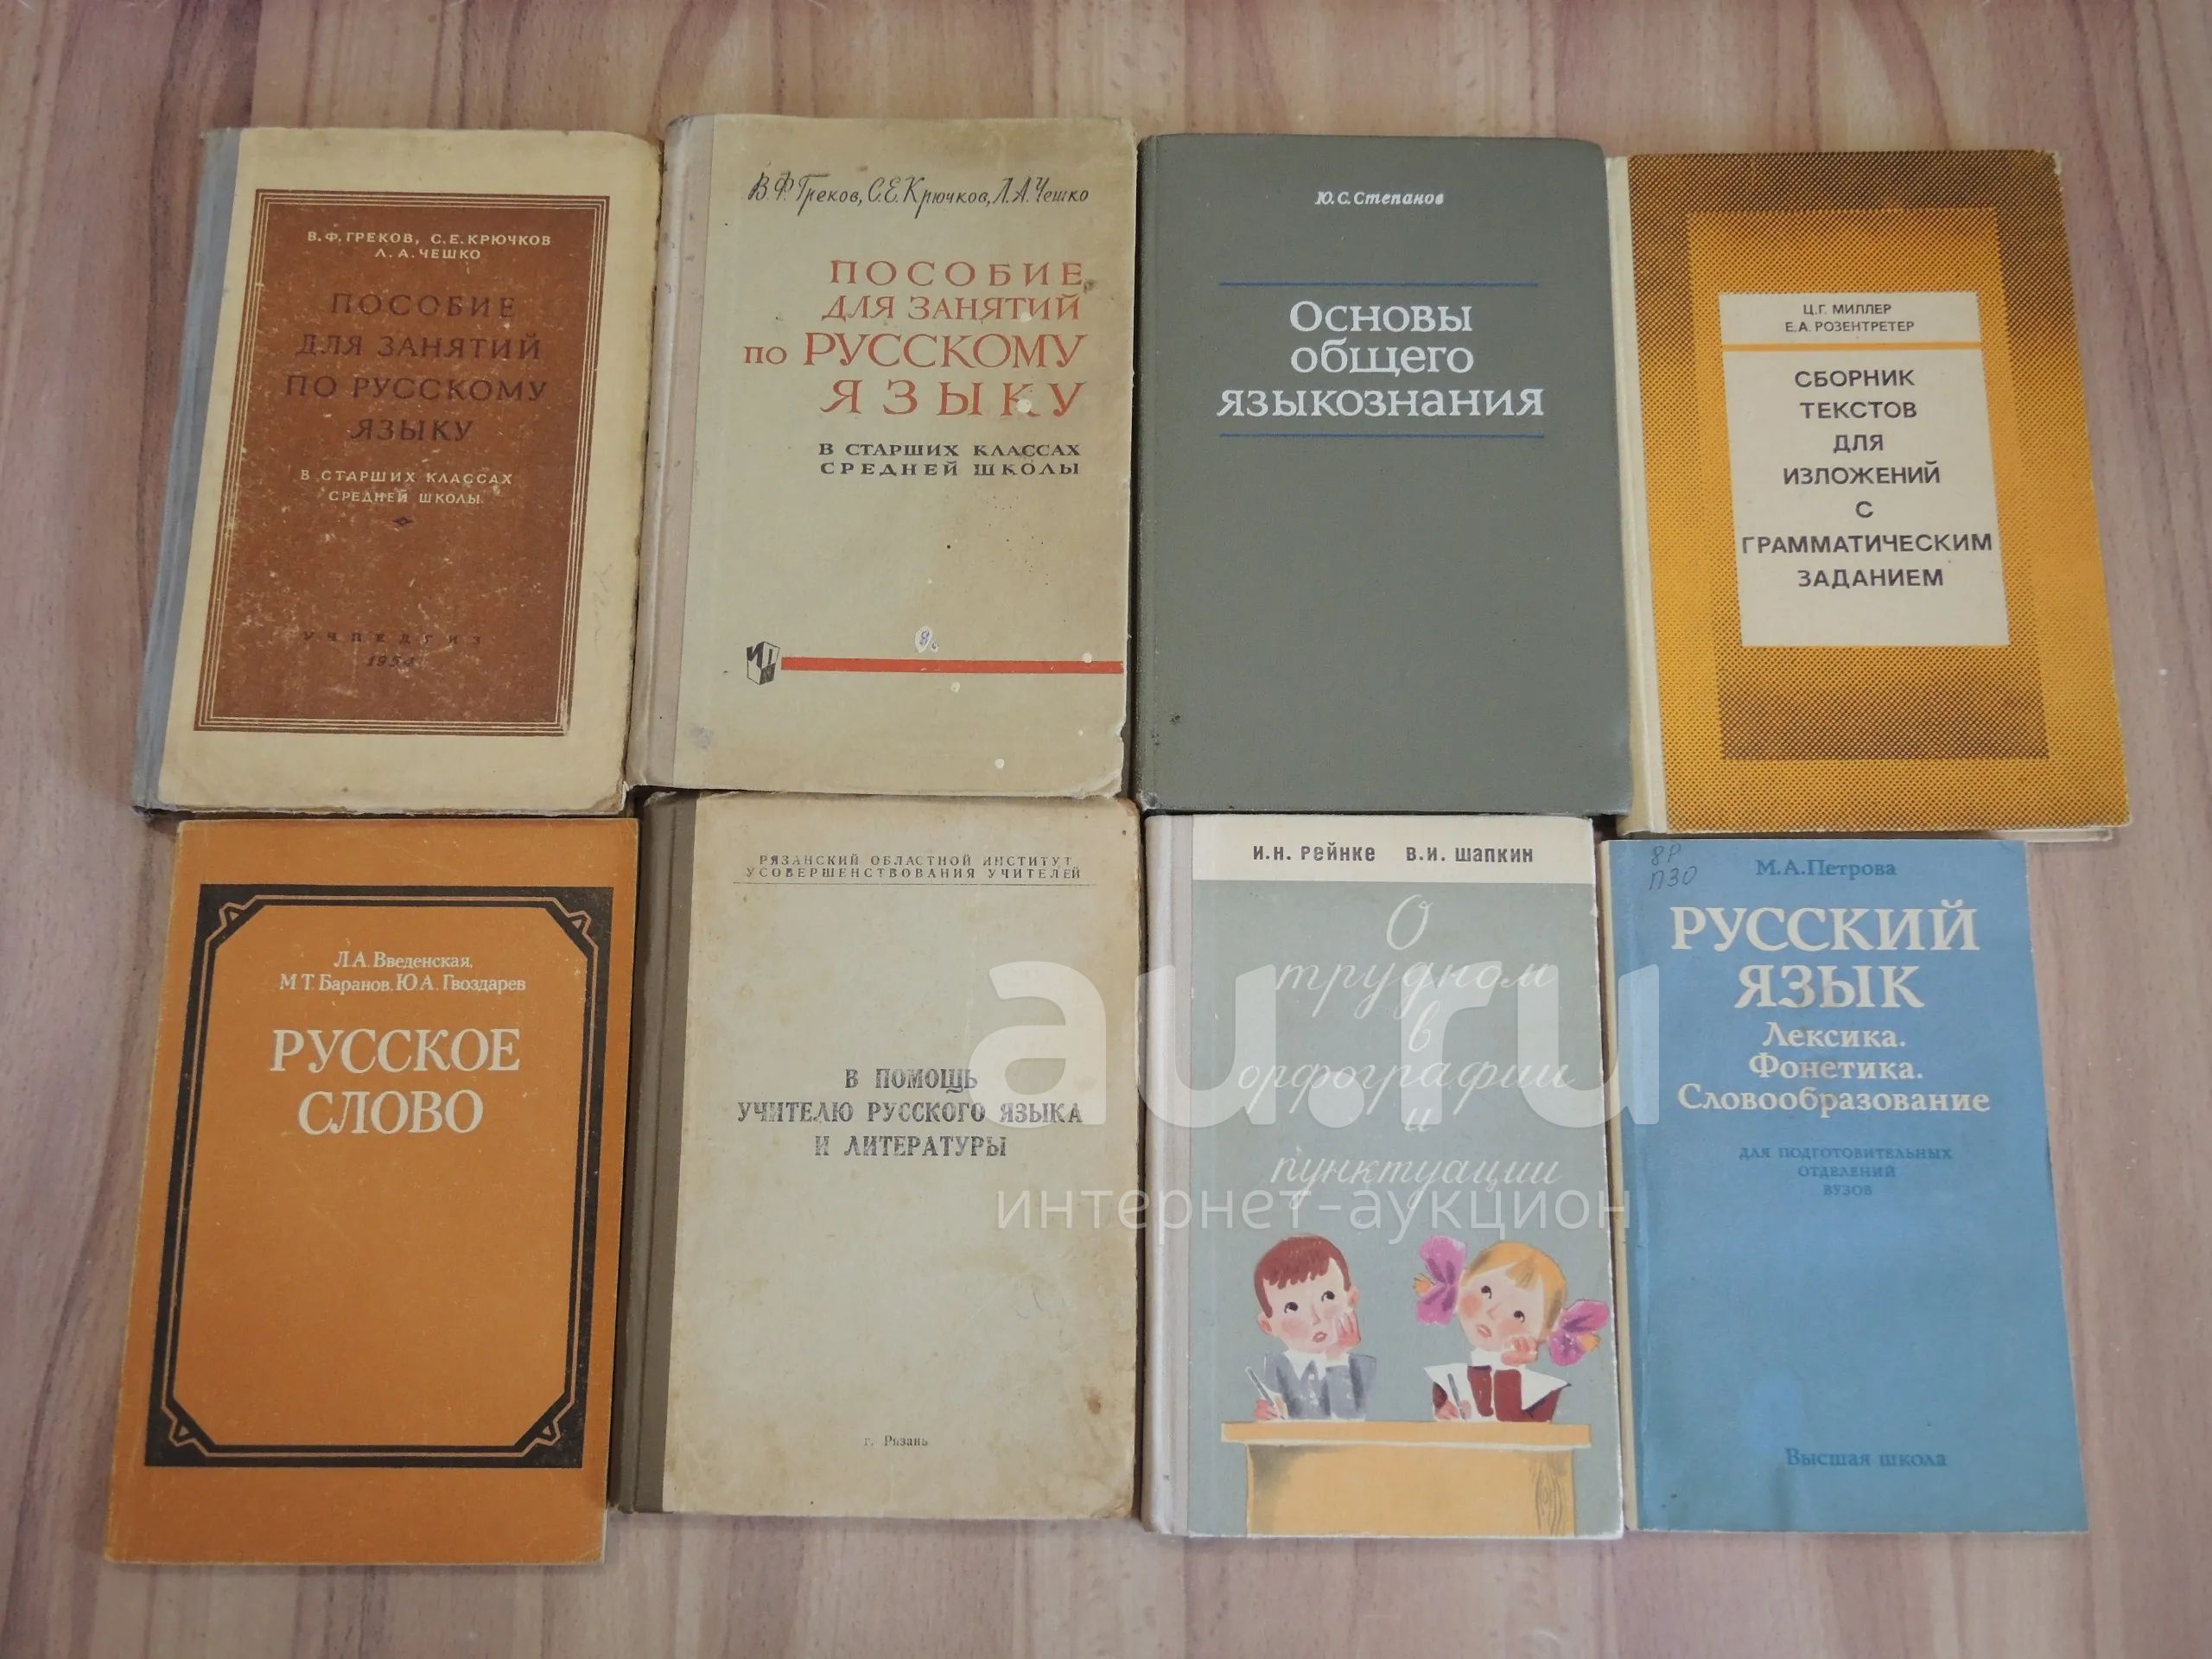 В.Ф. ГРЕКОВ, С.Е. КРЮЧКОВ
Л.А. ЧЕШКО
ПОСОБИЕ
ДЛЯ ЗАНЯТИЙ
ПО РУССКОМУ
ЯЗЫКУ
В СТАРШИХ КЛАССАХ
СРЕДНЕЙ ШКОЛЫ
УЧПЕДГИЗ
1954
В.Ф. Греков, С.Е. Крючков, Л.А. Чешко
ПОСОБИЕ
ДЛЯ ЗАНЯТИЙ
ПО РУССКОМУ
ЯЗЫКУ
В СТАРШИХ КЛАССАХ
СРЕДНЕЙ ШКОЛЫ
Ю. С. Степанов
Основы
общего
языкознания
Ц.Г. МИЛЛЕР
Е.А. РОЗЕНТРЕТЕР
СБОРНИК
ТЕКСТОВ
ДЛЯ
ИЗЛОЖЕНИЙ
С
ГРАММАТИЧЕСКИМ
ЗАДАНИЕМ
Л.А. Введенская,
М.Т. Баранов, Ю.А. Гвоздарев
РУССКОЕ
СЛОВО
РЯЗАНСКИЙ ОБЛАСТНОЙ ИНСТИТУТ
УСОВЕРШЕНСТВОВАНИЯ УЧИТЕЛЕЙ
В ПОМОЩЬ
УЧИТЕЛЮ РУССКОГО ЯЗЫКА
И ЛИТЕРАТУРЫ
г. Рязань
И.Н. Рейнке В.И. Шапкин
О
трудном
в
орфографии
и
пунктуации
8Р
П30
М.А.Петрова
РУССКИЙ
ЯЗЫК
Лексика.
Фонетика.
Словообразование
ДЛЯ ПОДГОТОВИТЕЛЬНЫХ
ОТДЕЛЕНИЙ
ВУЗОВ
Высшая школа
au.ru
интернет-аукцион